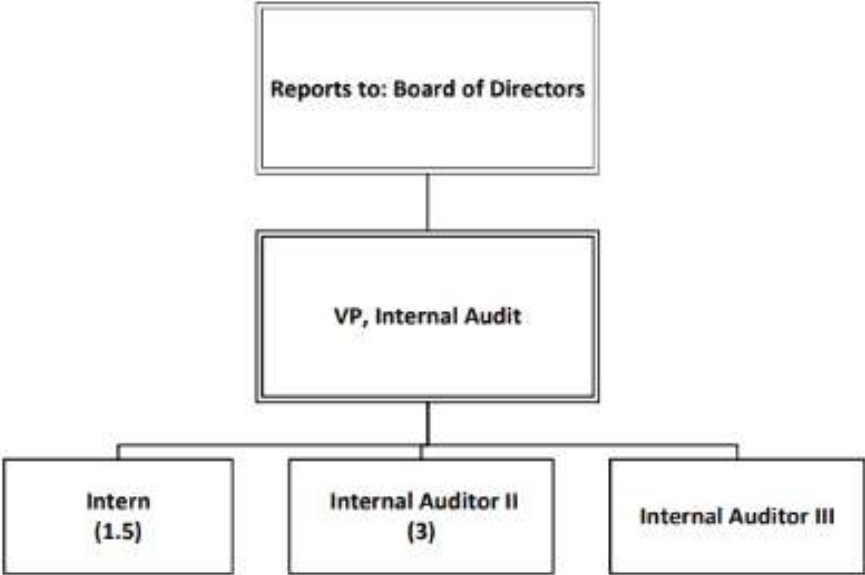 Reports to: Board of Directors
VP, Internal Audit
Intern
(1.5)
Internal Auditor II
(3)
Internal Auditor III